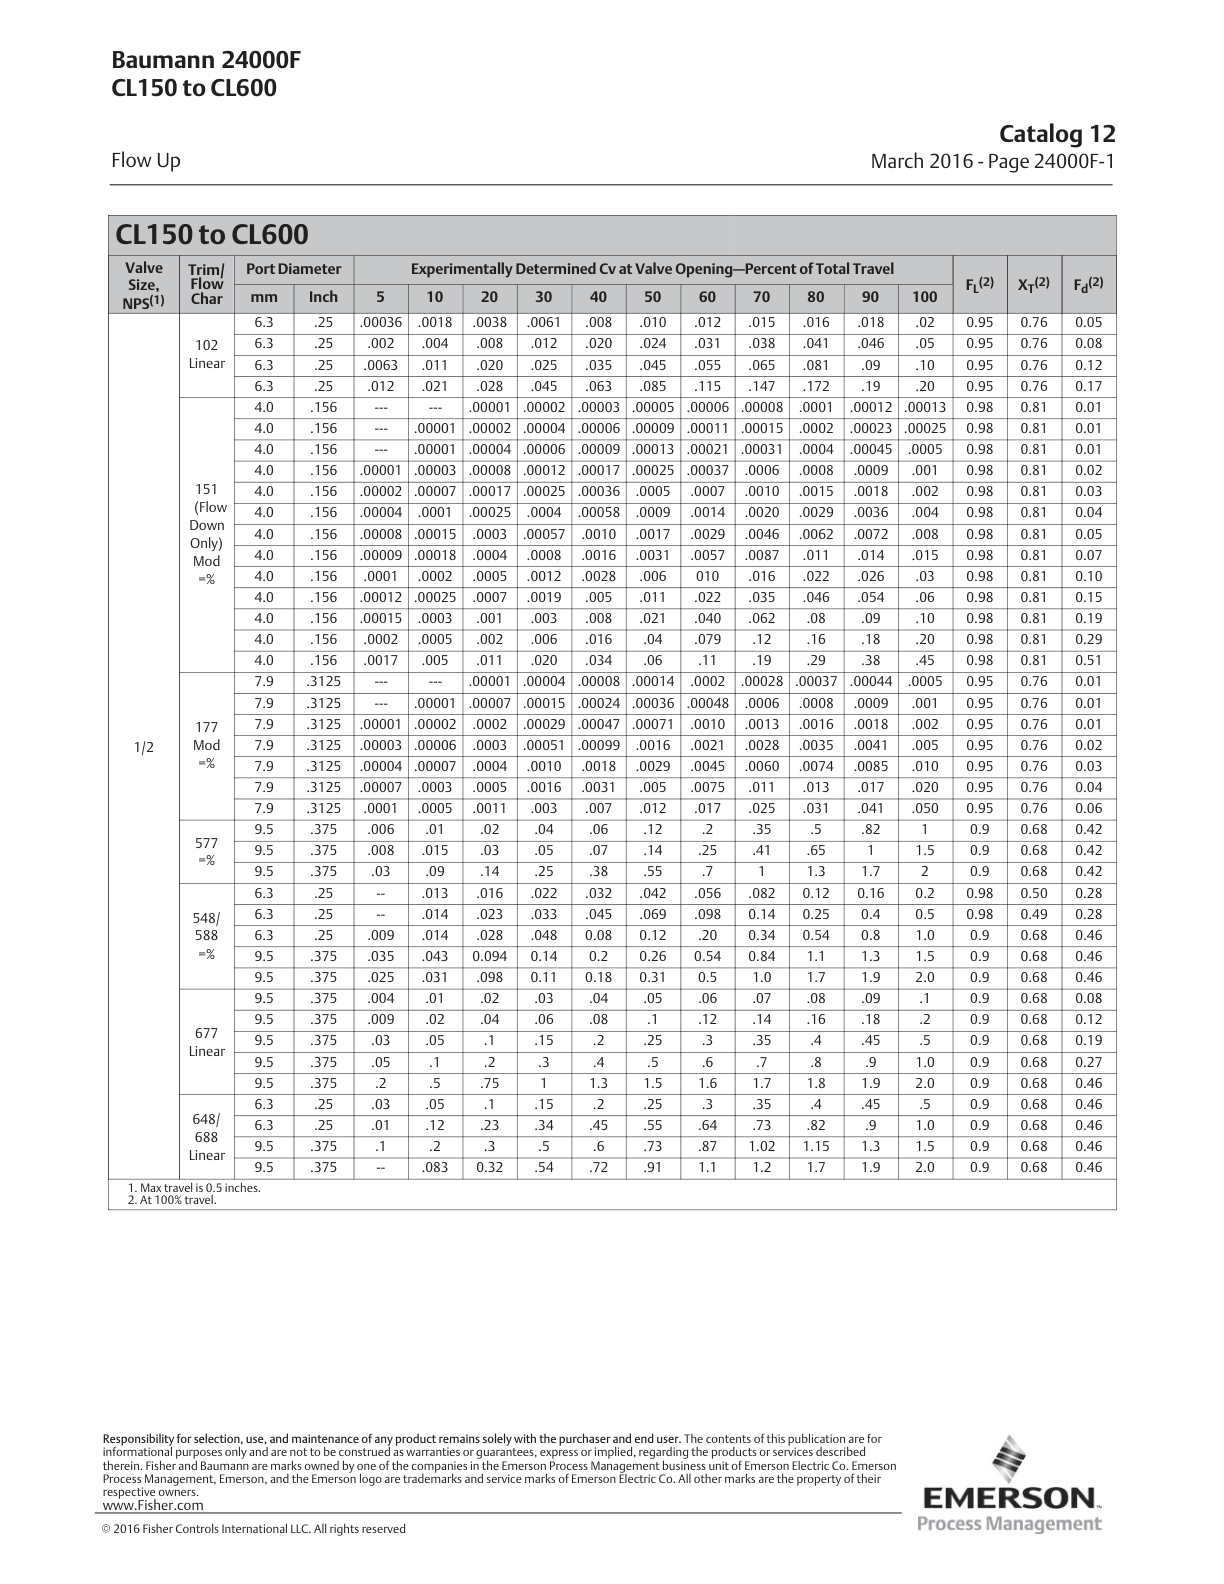 Baumann 24000F
CL150 to CL600
Catalog 12
Flow Up
March 2016 - Page 24000F-1
CL150 to CL600
Valve Size, NPS(1) Trim/ Flow Char Port Diameter Experimentally Determined Cv at Valve Opening—Percent of Total Travel FL(2) XT(2) Fd(2)
mm Inch 5 10 20 30 40 50 60 70 80 90 100
1/2
102 Linear
6.3 .25 .00036 .0018 .0038 .0061 .008 .010 .012 .015 .016 .018 .02 0.95 0.76 0.05
6.3 .25 .002 .004 .008 .012 .020 .024 .031 .038 .041 .046 .05 0.95 0.76 0.08
6.3 .25 .0063 .011 .020 .025 .035 .045 .055 .065 .081 .09 .10 0.95 0.76 0.12
6.3 .25 .012 .021 .028 .045 .063 .085 .115 .147 .172 .19 .20 0.95 0.76 0.17
151 (Flow Down Only) Mod =%
4.0 .156 --- --- .00001 .00002 .00003 .00005 .00006 .00008 .0001 .00012 .00013 0.98 0.81 0.01
4.0 .156 --- .00001 .00002 .00004 .00006 .00009 .00011 .00015 .0002 .00023 .00025 0.98 0.81 0.01
4.0 .156 --- .00001 .00004 .00006 .00009 .00013 .00021 .00031 .0004 .00045 .0005 0.98 0.81 0.01
4.0 .156 .00001 .00003 .00008 .00012 .00017 .00025 .00037 .0006 .0008 .0009 .001 0.98 0.81 0.02
4.0 .156 .00002 .00007 .00017 .00025 .00036 .0005 .0007 .0010 .0015 .0018 .002 0.98 0.81 0.03
4.0 .156 .00004 .0001 .00025 .0004 .00058 .0009 .0014 .0020 .0029 .0036 .004 0.98 0.81 0.04
4.0 .156 .00008 .00015 .0003 .00057 .0010 .0017 .0029 .0046 .0062 .0072 .008 0.98 0.81 0.05
4.0 .156 .00009 .00018 .0004 .0008 .0016 .0031 .0057 .0087 .011 .014 .015 0.98 0.81 0.07
4.0 .156 .0001 .0002 .0005 .0012 .0028 .006 010 .016 .022 .026 .03 0.98 0.81 0.10
4.0 .156 .00012 .00025 .0007 .0019 .005 .011 .022 .035 .046 .054 .06 0.98 0.81 0.15
4.0 .156 .00015 .0003 .001 .003 .008 .021 .040 .062 .08 .09 .10 0.98 0.81 0.19
4.0 .156 .0002 .0005 .002 .006 .016 .04 .079 .12 .16 .18 .20 0.98 0.81 0.29
4.0 .156 .0017 .005 .011 .020 .034 .06 .11 .19 .29 .38 .45 0.98 0.81 0.51
177 Mod =%
7.9 .3125 --- --- .00001 .00004 .00008 .00014 .0002 .00028 .00037 .00044 .0005 0.95 0.76 0.01
7.9 .3125 --- .00001 .00007 .00015 .00024 .00036 .00048 .0006 .0008 .0009 .001 0.95 0.76 0.01
7.9 .3125 .00001 .00002 .0002 .00029 .00047 .00071 .0010 .0013 .0016 .0018 .002 0.95 0.76 0.01
7.9 .3125 .00003 .00006 .0003 .00051 .00099 .0016 .0021 .0028 .0035 .0041 .005 0.95 0.76 0.02
7.9 .3125 .00004 .00007 .0004 .0010 .0018 .0029 .0045 .0060 .0074 .0085 .010 0.95 0.76 0.03
7.9 .3125 .00007 .0003 .0005 .0016 .0031 .005 .0075 .011 .013 .017 .020 0.95 0.76 0.04
7.9 .3125 .0001 .0005 .0011 .003 .007 .012 .017 .025 .031 .041 .050 0.95 0.76 0.06
577 =%
9.5 .375 .006 .01 .02 .04 .06 .12 .2 .35 .5 .82 1 0.9 0.68 0.42
9.5 .375 .008 .015 .03 .05 .07 .14 .25 .41 .65 1 1.5 0.9 0.68 0.42
9.5 .375 .03 .09 .14 .25 .38 .55 .7 1 1.3 1.7 2 0.9 0.68 0.42
548/ 588 =%
6.3 .25 -- .013 .016 .022 .032 .042 .056 .082 0.12 0.16 0.2 0.98 0.50 0.28
6.3 .25 -- .014 .023 .033 .045 .069 .098 0.14 0.25 0.4 0.5 0.98 0.49 0.28
6.3 .25 .009 .014 .028 .048 0.08 0.12 .20 0.34 0.54 0.8 1.0 0.9 0.68 0.46
9.5 .375 .035 .043 0.094 0.14 0.2 0.26 0.54 0.84 1.1 1.3 1.5 0.9 0.68 0.46
9.5 .375 .025 .031 .098 0.11 0.18 0.31 0.5 1.0 1.7 1.9 2.0 0.9 0.68 0.46
677 Linear
9.5 .375 .004 .01 .02 .03 .04 .05 .06 .07 .08 .09 .1 0.9 0.68 0.08
9.5 .375 .009 .02 .04 .06 .08 .1 .12 .14 .16 .18 .2 0.9 0.68 0.12
9.5 .375 .03 .05 .1 .15 .2 .25 .3 .35 .4 .45 .5 0.9 0.68 0.19
9.5 .375 .05 .1 .2 .3 .4 .5 .6 .7 .8 .9 1.0 0.9 0.68 0.27
9.5 .375 .2 .5 .75 1 1.3 1.5 1.6 1.7 1.8 1.9 2.0 0.9 0.68 0.46
648/ 688 Linear
6.3 .25 .03 .05 .1 .15 .2 .25 .3 .35 .4 .45 .5 0.9 0.68 0.46
6.3 .25 .01 .12 .23 .34 .45 .55 .64 .73 .82 .9 1.0 0.9 0.68 0.46
9.5 .375 .1 .2 .3 .5 .6 .73 .87 1.02 1.15 1.3 1.5 0.9 0.68 0.46
9.5 .375 -- .083 0.32 .54 .72 .91 1.1 1.2 1.7 1.9 2.0 0.9 0.68 0.46
1. Max travel is 0.5 inches.
2. At 100% travel.
Responsibility for selection, use, and maintenance of any product remains solely with the purchaser and end user. The contents of this publication are for
informational purposes only and are not to be construed as warranties or guarantees, express or implied, regarding the products or services described
therein. Fisher and Baumann are marks owned by one of the companies in the Emerson Process Management business unit of Emerson Electric Co. Emerson
Process Management, Emerson, and the Emerson logo are trademarks and service marks of Emerson Electric Co. All other marks are the property of their
respective owners.
www.Fisher.com
© 2016 Fisher Controls International LLC. All rights reserved
EMERSON
Process Management